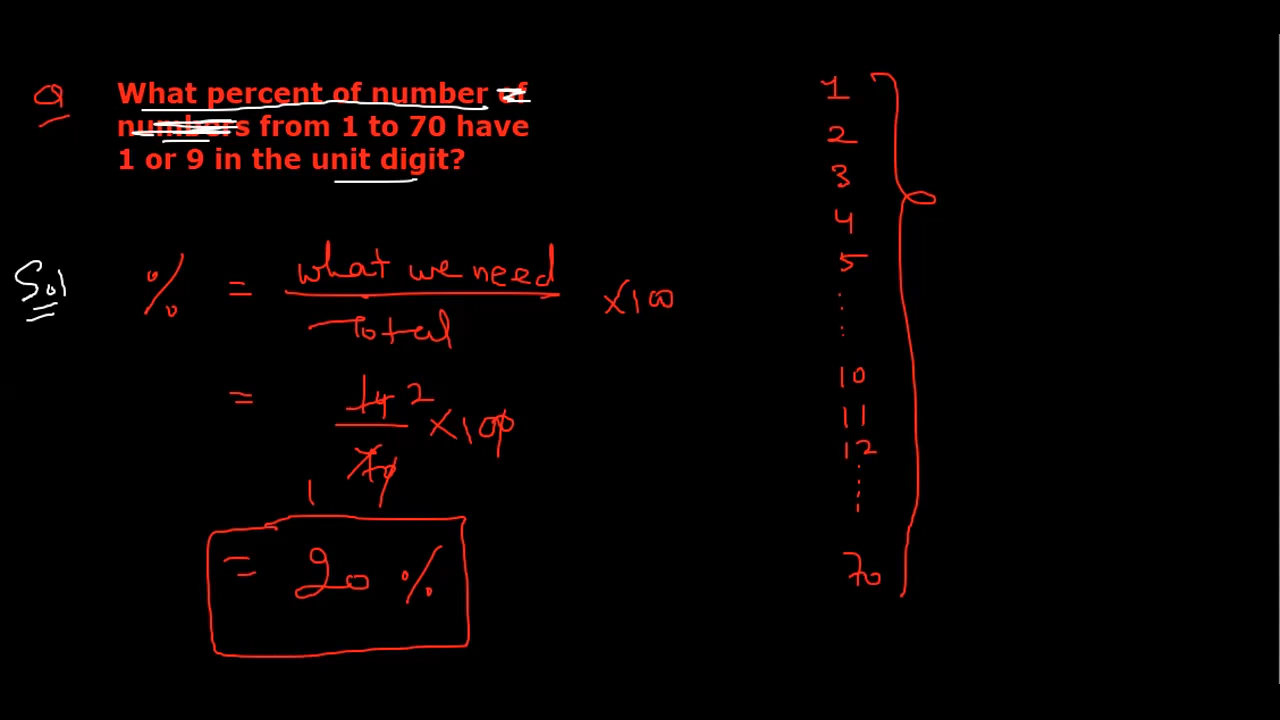 Q What percent of number of
numbers from 1 to 70 have
1 or 9 in the unit digit?
Sol % = what we need / Total ×100
= 14 2 / 70 ×100
1
= 20 %
1
2
3
4
5
:
:
10
11
12
:
:
70